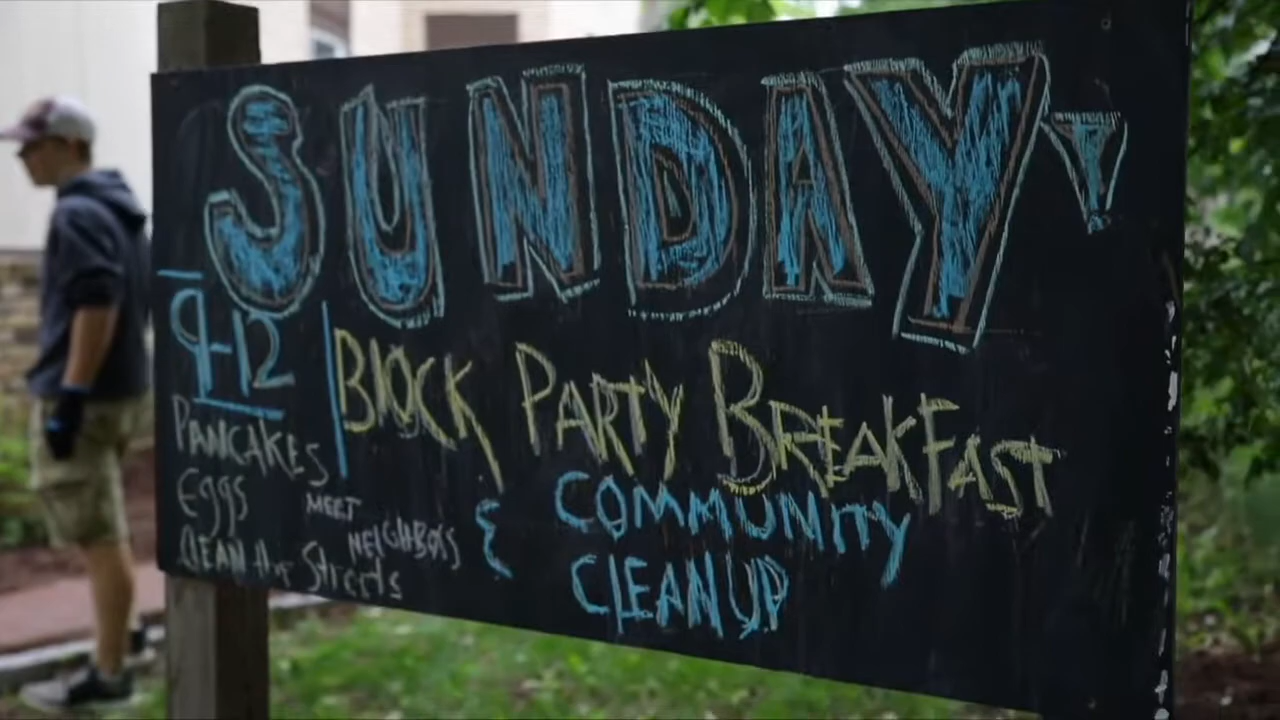 SUNDAY
9-12
BLOCK PARTY BREAKFAST
& COMMUNITY
CLEANUP
PANCAKES
Eggs
MEET
NEIGHBORS
CLEAN the Streets